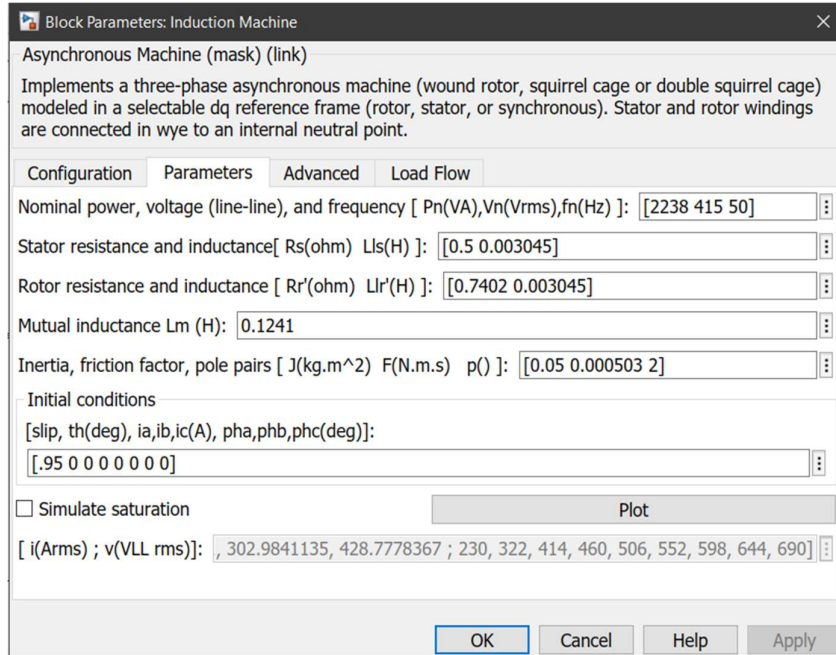 Block Parameters: Induction Machine
Asynchronous Machine (mask) (link)
Implements a three-phase asynchronous machine (wound rotor, squirrel cage or double squirrel cage)
modeled in a selectable dq reference frame (rotor, stator, or synchronous). Stator and rotor windings
are connected in wye to an internal neutral point.
Configuration Parameters Advanced Load Flow
Nominal power, voltage (line-line), and frequency [ Pn(VA),Vn(Vrms),fn(Hz) ]: [2238 415 50]
Stator resistance and inductance[ Rs(ohm) Lls(H) ]: [0.5 0.003045]
Rotor resistance and inductance [ Rr'(ohm) Llr'(H) ]: [0.7402 0.003045]
Mutual inductance Lm (H): 0.1241
Inertia, friction factor, pole pairs [ J(kg.m^2) F(N.m.s) p() ]: [0.05 0.000503 2]
Initial conditions
[slip, th(deg), ia,ib,ic(A), pha,phb,phc(deg)]:
[.95 0 0 0 0 0 0 0]
Simulate saturation Plot
[ i(Arms) ; v(VLL rms)]: , 302.9841135, 428.7778367 ; 230, 322, 414, 460, 506, 552, 598, 644, 690]
OK Cancel Help Apply